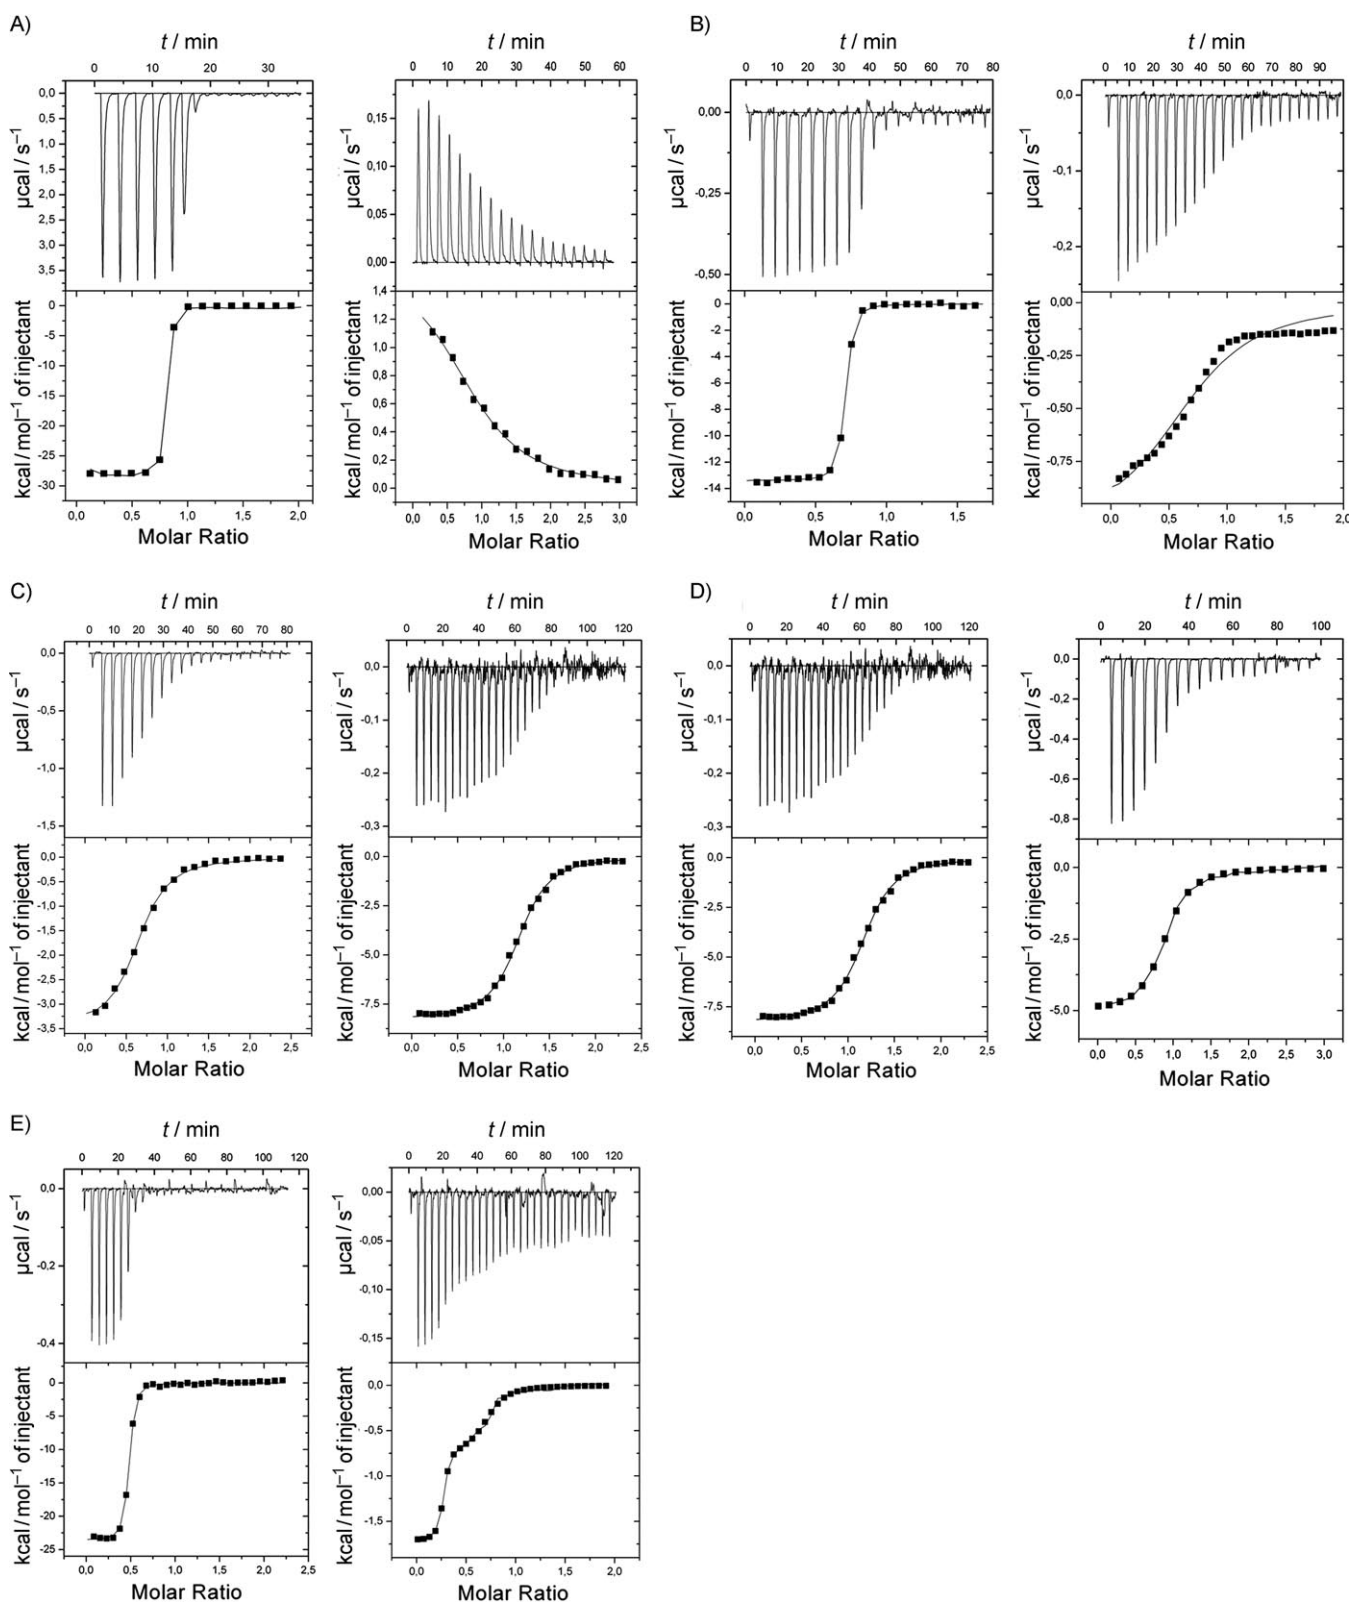 A)
t / min
0 10 20 30
0,0
0,5
1,0
1,5
2,0
2,5
3,0
3,5
µcal / s⁻¹
0
-5
-10
-15
-20
-25
-30
kcal / mol⁻¹ of injectant
0,0 0,5 1,0 1,5 2,0
Molar Ratio
t / min
0 10 20 30 40 50 60
0,15
0,10
0,05
0,00
µcal / s⁻¹
1,4
1,2
1,0
0,8
0,6
0,4
0,2
0,0
kcal / mol⁻¹ of injectant
0,0 0,5 1,0 1,5 2,0 2,5 3,0
Molar Ratio
B)
t / min
0 10 20 30 40 50 60 70 80
0,00
-0,25
-0,50
µcal / s⁻¹
0
-2
-4
-6
-8
-10
-12
-14
kcal / mol⁻¹ of injectant
0,0 0,5 1,0 1,5
Molar Ratio
t / min
0 10 20 30 40 50 60 70 80 90
0,0
-0,1
-0,2
µcal / s⁻¹
0,00
-0,25
-0,50
-0,75
kcal / mol⁻¹ of injectant
0,0 0,5 1,0 1,5 2,0
Molar Ratio
C)
t / min
0 10 20 30 40 50 60 70 80
0,0
-0,5
-1,0
-1,5
µcal / s⁻¹
0,0
-0,5
-1,0
-1,5
-2,0
-2,5
-3,0
-3,5
kcal / mol⁻¹ of injectant
0,0 0,5 1,0 1,5 2,0 2,5
Molar Ratio
t / min
0 20 40 60 80 100 120
0,0
-0,1
-0,2
-0,3
µcal / s⁻¹
0,0
-2,5
-5,0
-7,5
kcal / mol⁻¹ of injectant
0,0 0,5 1,0 1,5 2,0 2,5
Molar Ratio
D)
t / min
0 20 40 60 80 100 120
0,0
-0,1
-0,2
-0,3
µcal / s⁻¹
0,0
-2,5
-5,0
-7,5
kcal / mol⁻¹ of injectant
0,0 0,5 1,0 1,5 2,0 2,5
Molar Ratio
t / min
0 20 40 60 80 100
0,0
-0,2
-0,4
-0,6
-0,8
µcal / s⁻¹
0,0
-2,5
-5,0
kcal / mol⁻¹ of injectant
0,0 0,5 1,0 1,5 2,0 2,5 3,0
Molar Ratio
E)
t / min
0 20 40 60 80 100 120
0,0
-0,2
-0,4
µcal / s⁻¹
0
-5
-10
-15
-20
-25
kcal / mol⁻¹ of injectant
0,0 0,5 1,0 1,5 2,0 2,5
Molar Ratio
t / min
0 20 40 60 80 100 120
0,00
-0,05
-0,10
-0,15
µcal / s⁻¹
0,0
-0,5
-1,0
-1,5
kcal / mol⁻¹ of injectant
0,0 0,5 1,0 1,5 2,0
Molar Ratio